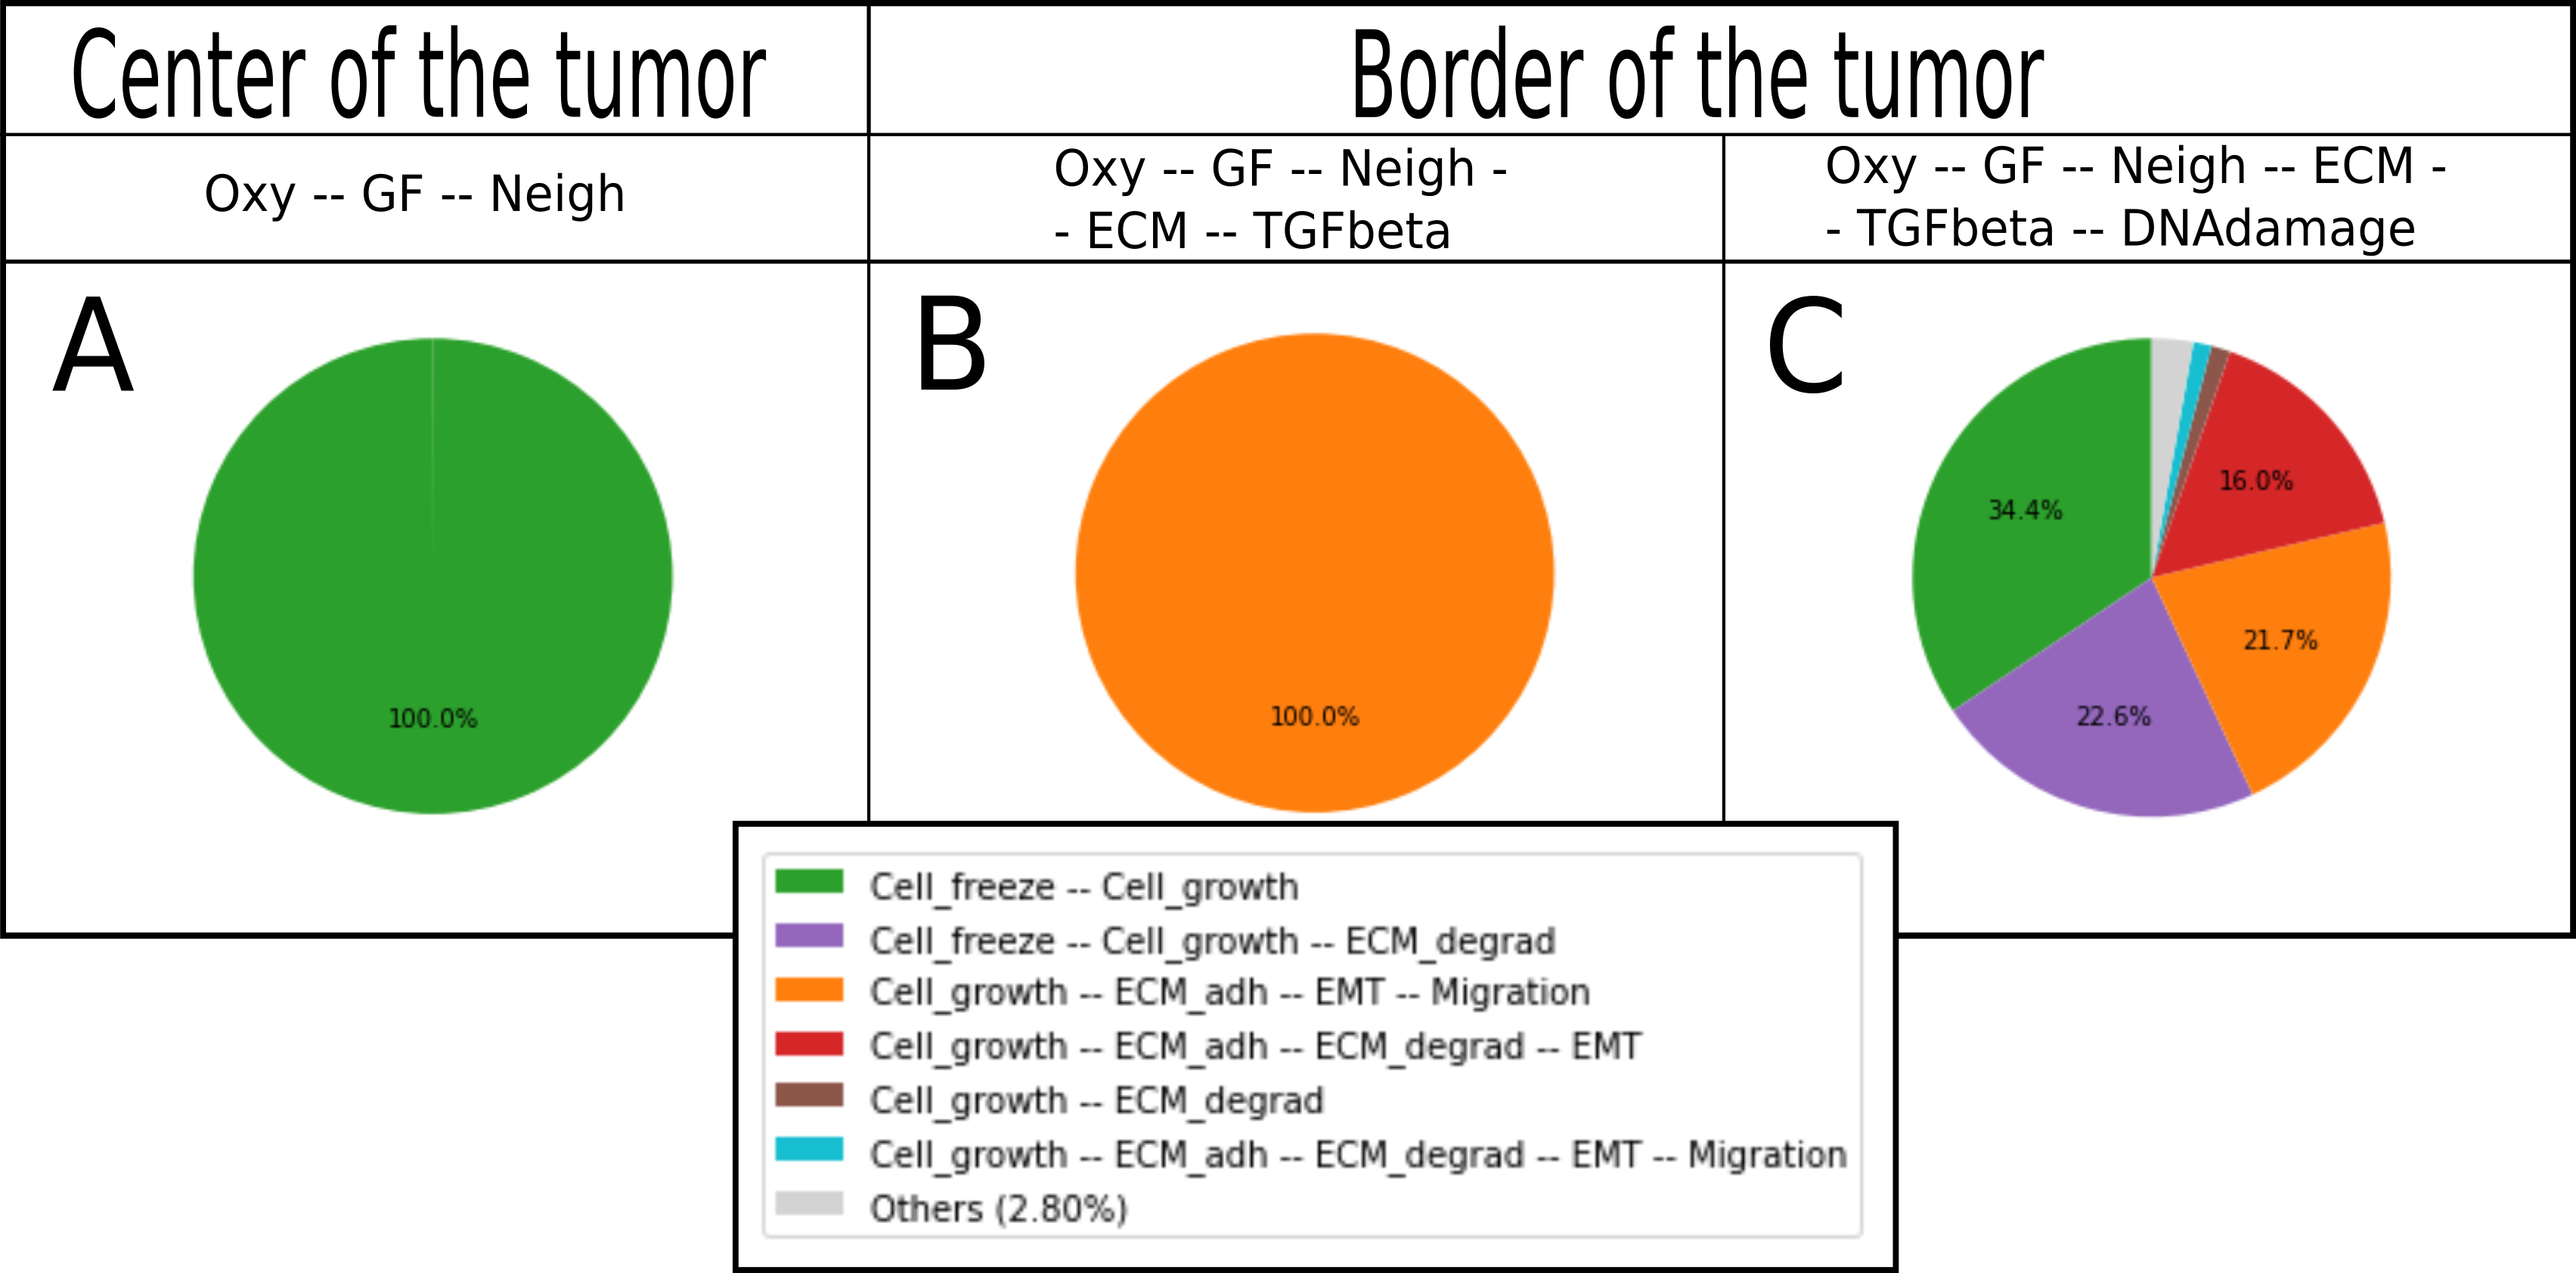 Center of the tumor
Border of the tumor
Oxy -- GF -- Neigh
Oxy -- GF -- Neigh -
- ECM -- TGFbeta
Oxy -- GF -- Neigh -- ECM -
- TGFbeta -- DNAdamage
A
100.0%
B
100.0%
C
34.4%
16.0%
21.7%
22.6%
Cell_freeze -- Cell_growth
Cell_freeze -- Cell_growth -- ECM_degrad
Cell_growth -- ECM_adh -- EMT -- Migration
Cell_growth -- ECM_adh -- ECM_degrad -- EMT
Cell_growth -- ECM_degrad
Cell_growth -- ECM_adh -- ECM_degrad -- EMT -- Migration
Others (2.80%)